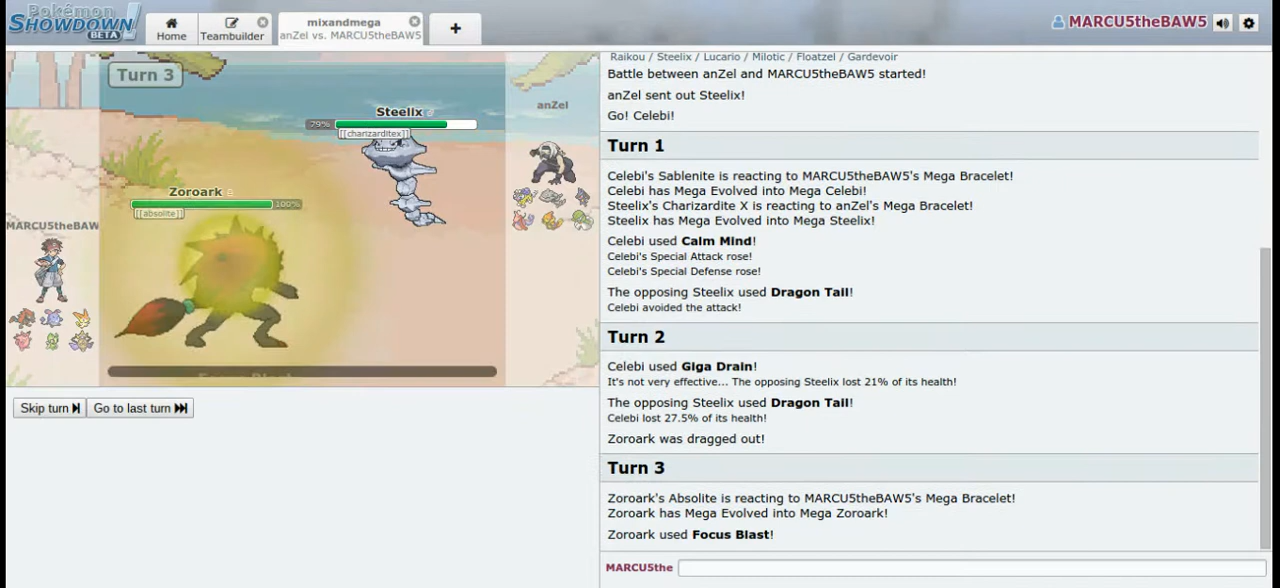 Pokémon
SHOWDOWN!
BETA
Home
Teambuilder
mixandmega
anZel vs. MARCU5theBAW5
+
MARCU5theBAW5
Turn 3
Steelix
79%
[[charizarditex]]
anZel
Zoroark
100%
[[absolite]]
MARCU5theBAW
Skip turn
Go to last turn
Raikou / Steelix / Lucario / Milotic / Floatzel / Gardevoir
Battle between anZel and MARCU5theBAW5 started!
anZel sent out Steelix!
Go! Celebi!
Turn 1
Celebi's Sablenite is reacting to MARCU5theBAW5's Mega Bracelet!
Celebi has Mega Evolved into Mega Celebi!
Steelix's Charizardite X is reacting to anZel's Mega Bracelet!
Steelix has Mega Evolved into Mega Steelix!
Celebi used Calm Mind!
Celebi's Special Attack rose!
Celebi's Special Defense rose!
The opposing Steelix used Dragon Tail!
Celebi avoided the attack!
Turn 2
Celebi used Giga Drain!
It's not very effective... The opposing Steelix lost 21% of its health!
The opposing Steelix used Dragon Tail!
Celebi lost 27.5% of its health!
Zoroark was dragged out!
Turn 3
Zoroark's Absolite is reacting to MARCU5theBAW5's Mega Bracelet!
Zoroark has Mega Evolved into Mega Zoroark!
Zoroark used Focus Blast!
MARCU5the